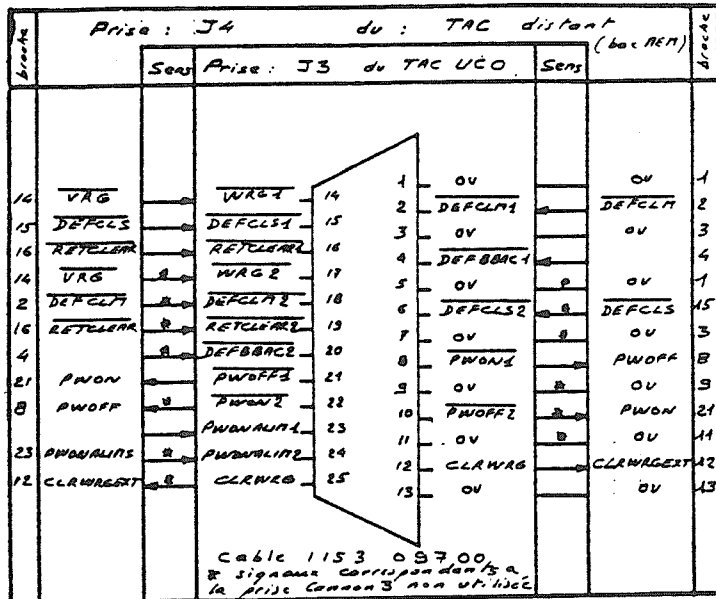 broche Prise : J4 du : TAC distant (bac REM) broche
Sens Prise : J3 du TAC UCO Sens
1 0V 0V 1
14 VRG WRG1 14 2 DEFCLM1 DEFCLM 2
15 DEFCLS DEFCLS1 15 3 0V 0V 3
16 RETCLEAR RETCLEAR1 16 4 DEFBBAC1 4
14 VRG * WRG2 17 5 0V * 0V 1
2 DEFCLM * DEFCLM2 18 6 DEFCLS2 * DEFCLS 15
16 RETCLEAR * RETCLEAR2 19 7 0V * 0V 3
4 * DEFBBAC2 20 8 PWON1 PWOFF 8
21 PWON PWOFF1 21 9 0V * 0V 9
8 PWOFF * PWON2 22 10 PWOFF2 * PWON 21
PWONALIM1 23 11 0V * 0V 11
23 PWONALIMS * PWONALIM2 24 12 CLRWRG CLRWRGEXT 12
12 CLRWRGEXT * CLRWRG 25 13 0V 0V 13
Cable 1153 09700
* signaux correspondants a
la prise Cannon 3 non utilisée